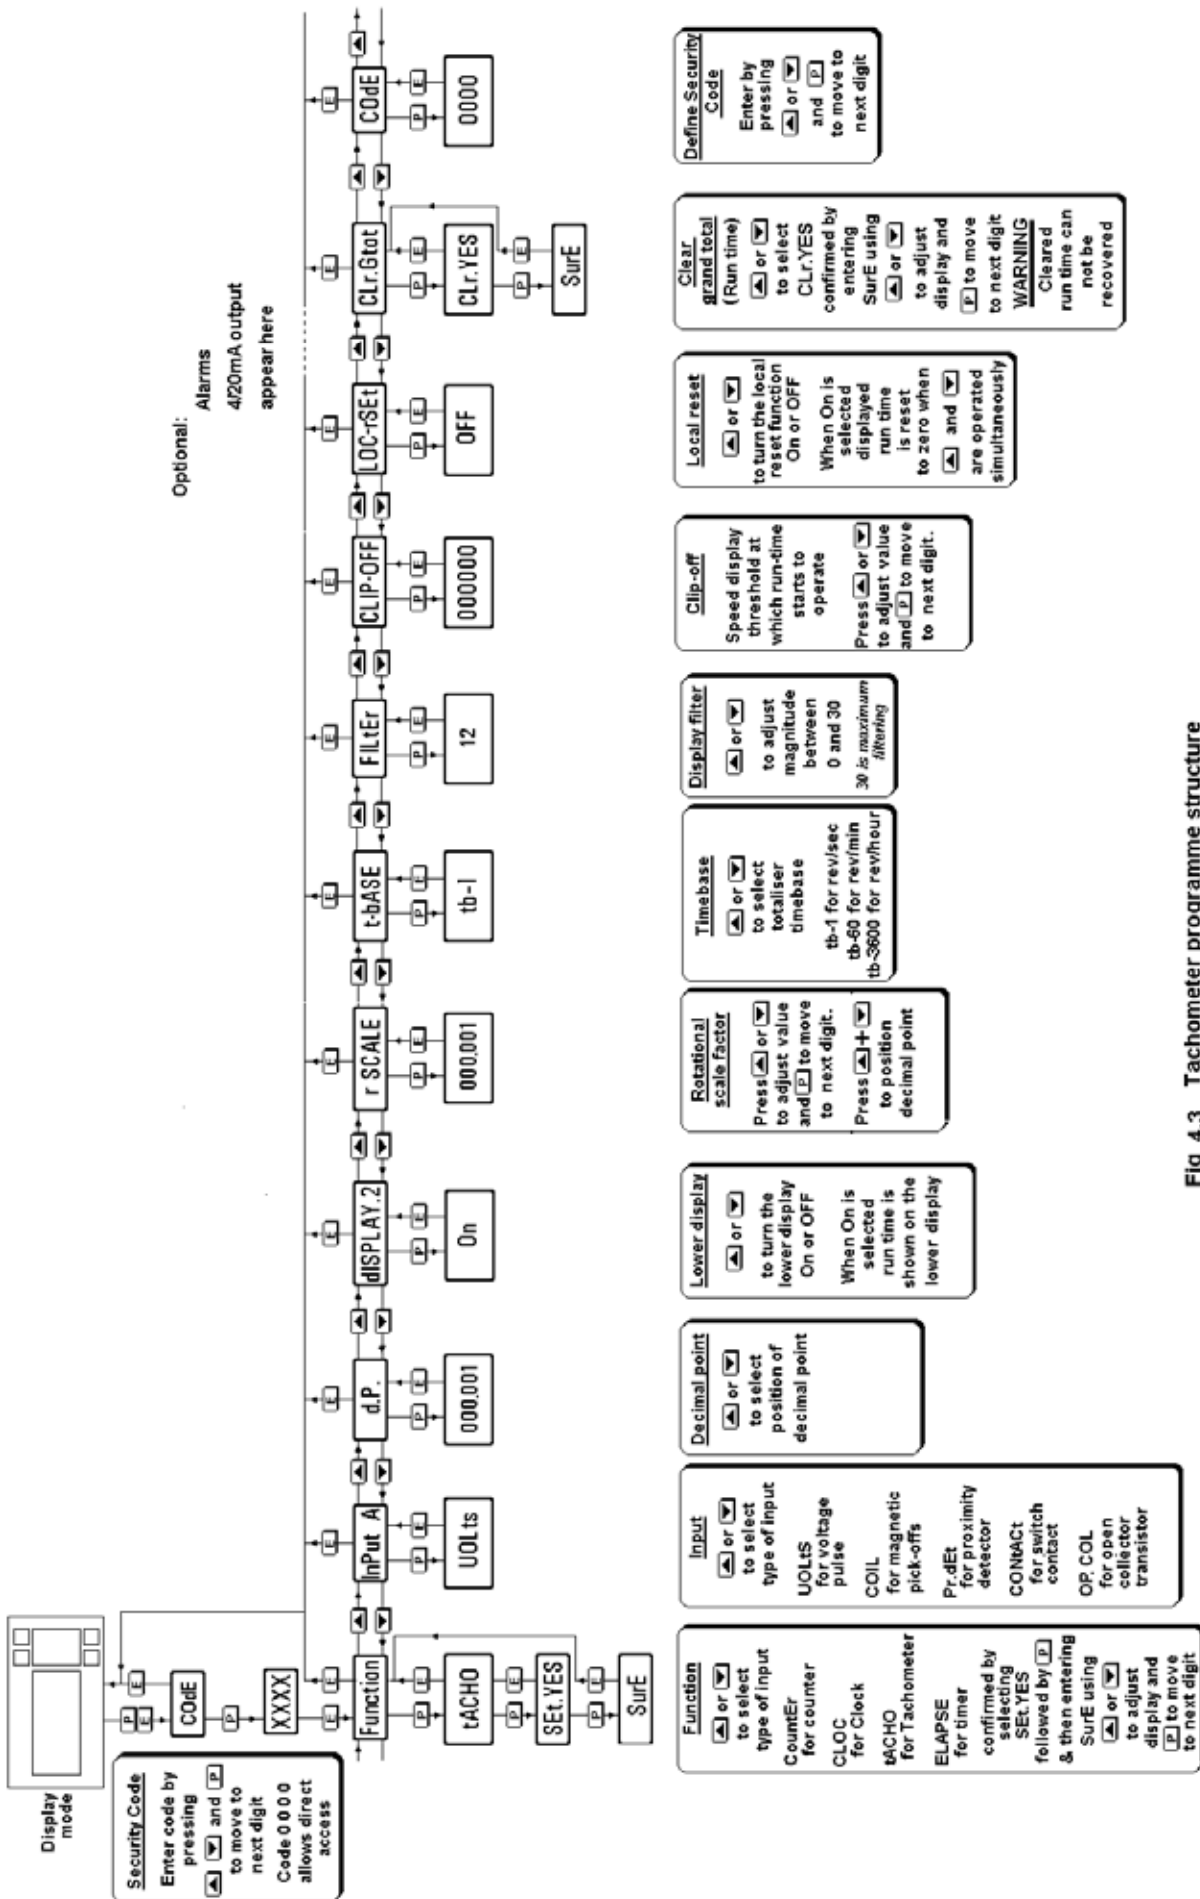 Display
mode
Security Code
Enter code by
pressing
▲ ▼ and P
to move to
next digit
Code 0 0 0 0
allows direct
access
P E
E
COdE
P
XXXX
E
E
Function
P E
tACHO
P E
SEt.YES
P E
SurE
▲
▼
E
InPut A
P E
UOLts
▲
▼
E
d.P.
P E
000.001
▲
▼
E
dISPLAY.2
P E
On
▲
▼
E
r SCALE
P E
000.001
▲
▼
E
t-bASE
P E
tb-1
▲
▼
E
FILtEr
P E
12
▲
▼
E
CLIP-OFF
P E
000000
▲
▼
E
LOC-rSEt
P E
OFF
▲
▼
Optional:
Alarms
4/20mA output
appear here
E
CLr.Gtot
P E
CLr.YES
P E
SurE
▲
▼
E
COdE
P E
0000
▲
Function
▲ or ▼
to select
type of input
CountEr
for counter
CLOC
for Clock
tACHO
for Tachometer
ELAPSE
for timer
confirmed by
selecting
SEt.YES
followed by P
& then entering
SurE using
▲ or ▼
to adjust
display and
P to move
to next digit
Input
▲ or ▼
to select
type of input
UOLtS
for voltage
pulse
COIL
for magnetic
pick-offs
Pr.dEt
for proximity
detector
CONtACt
for switch
contact
OP. COL
for open
collector
transistor
Decimal point
▲ or ▼
to select
position of
decimal point
Lower display
▲ or ▼
to turn the
lower display
On or OFF
When On is
selected
run time is
shown on the
lower display
Rotational
scale factor
Press ▲ or ▼
to adjust value
and P to move
to next digit.
Press ▲ + ▼
to position
decimal point
Timebase
▲ or ▼
to select
totaliser
timebase
tb-1 for rev/sec
tb-60 for rev/min
tb-3600 for rev/hour
Display filter
▲ or ▼
to adjust
magnitude
between
0 and 30
30 is maximum
filtering
Clip-off
Speed display
threshold at
which run-time
starts to
operate
Press ▲ or ▼
to adjust value
and P to move
to next digit.
Local reset
▲ or ▼
to turn the local
reset function
On or OFF
When On is
selected
displayed
run time
is reset
to zero when
▲ and ▼
are operated
simultaneously
Clear
grand total
(Run time)
▲ or ▼
to select
CLr.YES
confirmed by
entering
SurE using
▲ or ▼
to adjust
display and
P to move
to next digit
WARNING
Cleared
run time can
not be
recovered
Define Security
Code
Enter by
pressing
▲ or ▼
and P
to move to
next digit
Fig 4.3 Tachometer programme structure